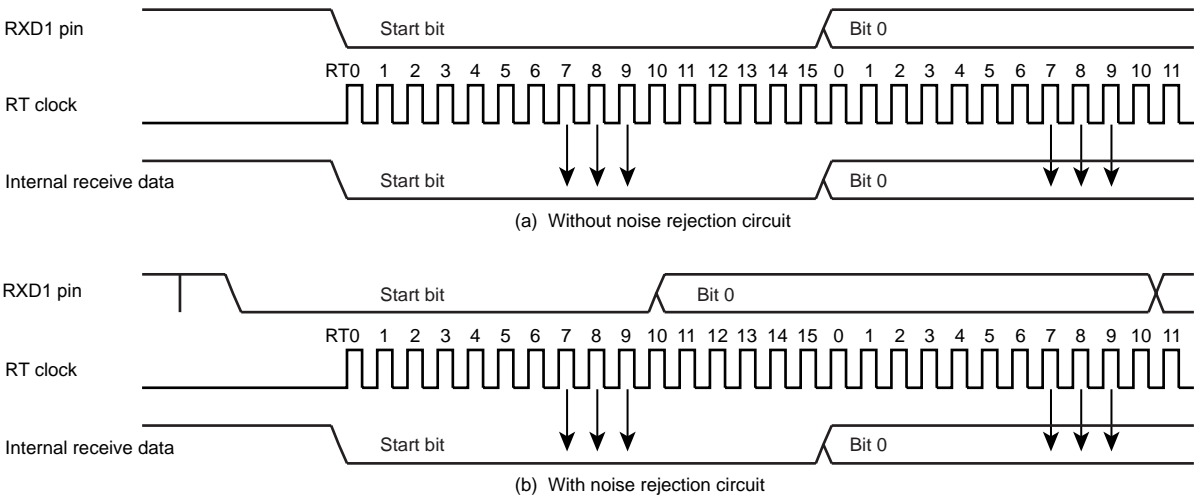 RXD1 pin Start bit Bit 0
RT0 1 2 3 4 5 6 7 8 9 10 11 12 13 14 15 0 1 2 3 4 5 6 7 8 9 10 11
RT clock
Internal receive data Start bit Bit 0
(a) Without noise rejection circuit
RXD1 pin Start bit Bit 0
RT0 1 2 3 4 5 6 7 8 9 10 11 12 13 14 15 0 1 2 3 4 5 6 7 8 9 10 11
RT clock
Internal receive data Start bit Bit 0
(b) With noise rejection circuit